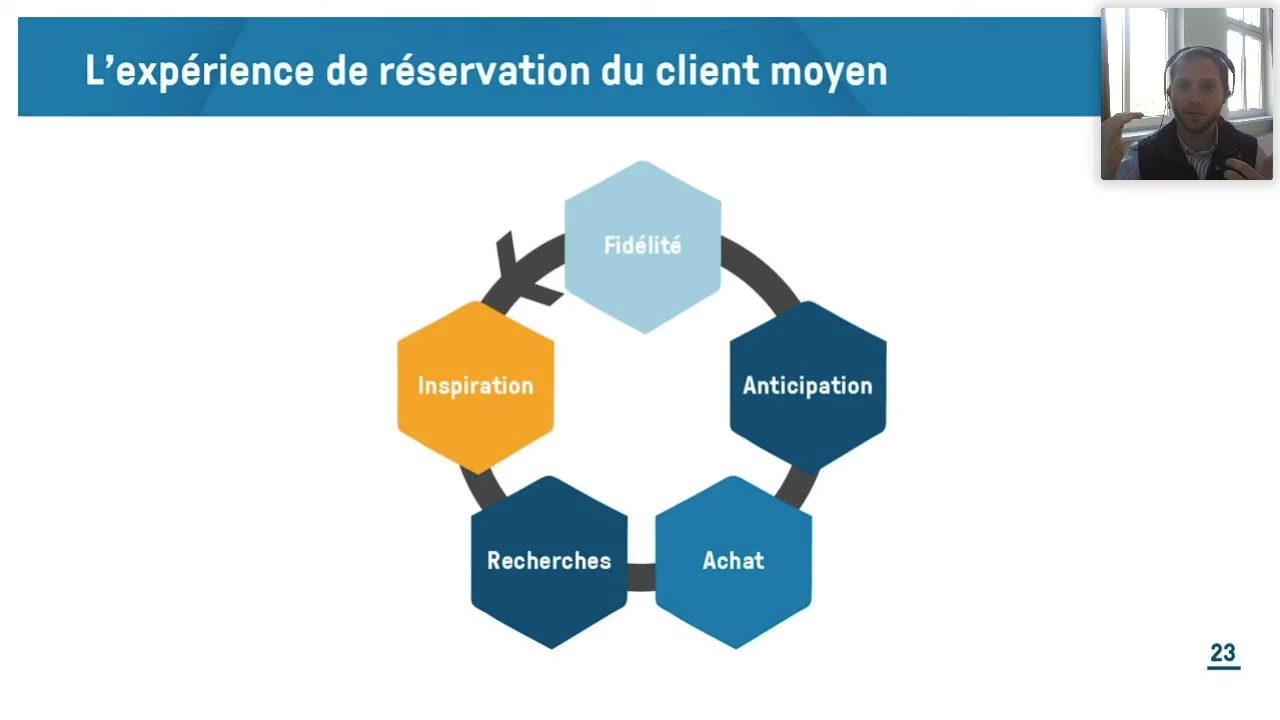 L'expérience de réservation du client moyen
Fidélité
Inspiration
Anticipation
Recherches
Achat
23